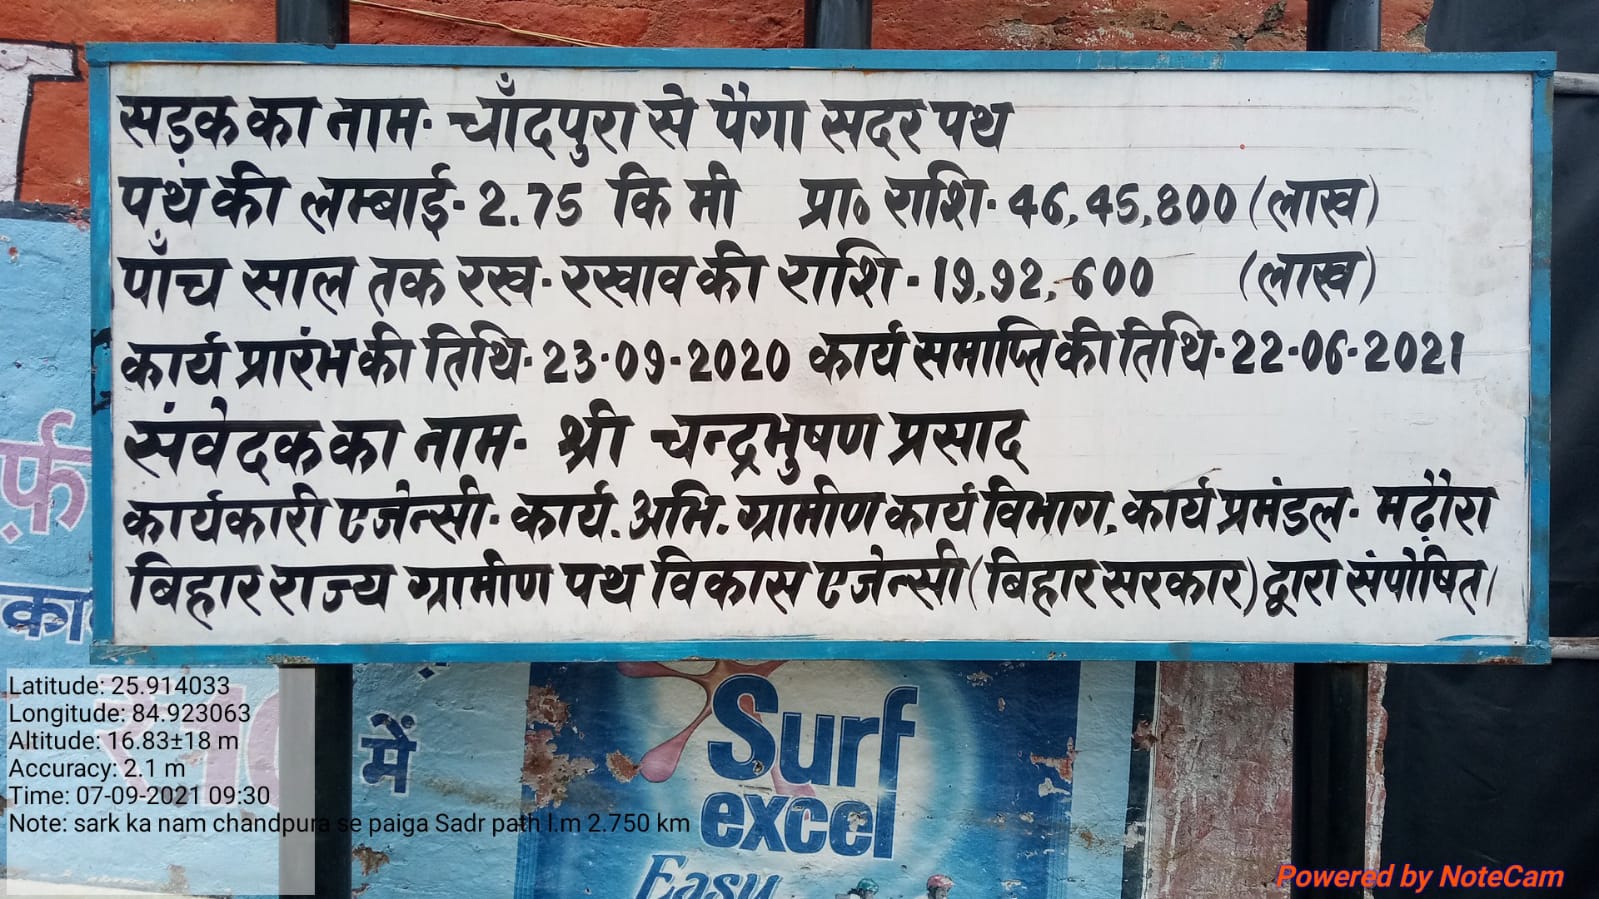 सड़क का नाम- चाँदपुरा से पैगा सदर पथ
पथ की लम्बाई- 2.75 कि मी प्रा० राशि- 46,45,800 (लाख)
पाँच साल तक रख-रखाव की राशि - 19,92,600 (लाख)
कार्य प्रारंभ की तिथि- 23-09-2020 कार्य समाप्ति की तिथि- 22-06-2021
संवेदक का नाम- श्री चन्द्रभुषण प्रसाद
कार्यकारी एजेन्सी- कार्य. अभि. ग्रामीण कार्य विभाग, कार्य प्रमंडल- मढ़ौरा
बिहार राज्य ग्रामीण पथ विकास एजेन्सी (बिहार सरकार) द्वारा संपोषित।
र्फ़
का
में
Surf
excel
Easy
Latitude: 25.914033
Longitude: 84.923063
Altitude: 16.83±18 m
Accuracy: 2.1 m
Time: 07-09-2021 09:30
Note: sark ka nam chandpura se paiga Sadr path l.m 2.750 km
Powered by NoteCam